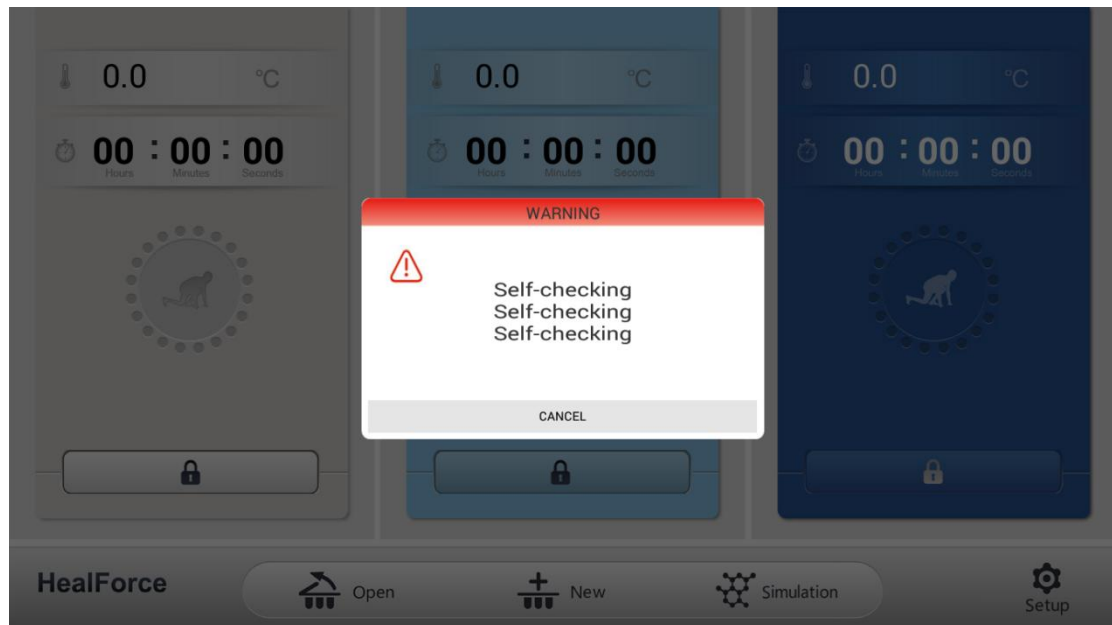 0.0 °C
0.0 °C
0.0 °C
00 : 00 : 00
Hours Minutes Seconds
00 : 00 : 00
Hours Minutes Seconds
00 : 00 : 00
Hours Minutes Seconds
WARNING
Self-checking
Self-checking
Self-checking
CANCEL
HealForce
Open
New
Simulation
Setup